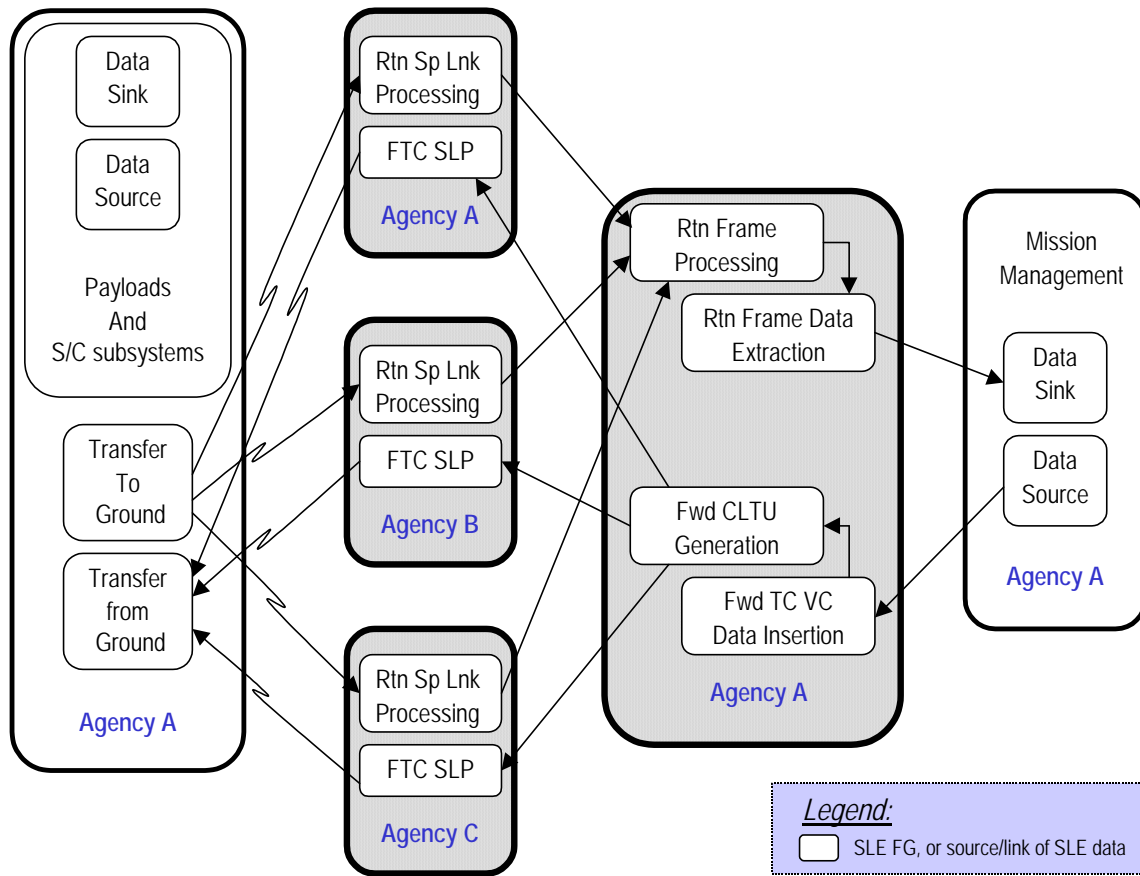 Data
Sink
Data
Source
Payloads
And
S/C subsystems
Transfer
To
Ground
Transfer
from
Ground
Agency A
Rtn Sp Lnk
Processing
FTC SLP
Agency A
Rtn Sp Lnk
Processing
FTC SLP
Agency B
Rtn Sp Lnk
Processing
FTC SLP
Agency C
Rtn Frame
Processing
Rtn Frame Data
Extraction
Fwd CLTU
Generation
Fwd TC VC
Data Insertion
Agency A
Mission
Management
Data
Sink
Data
Source
Agency A
Legend:
SLE FG, or source/link of SLE data